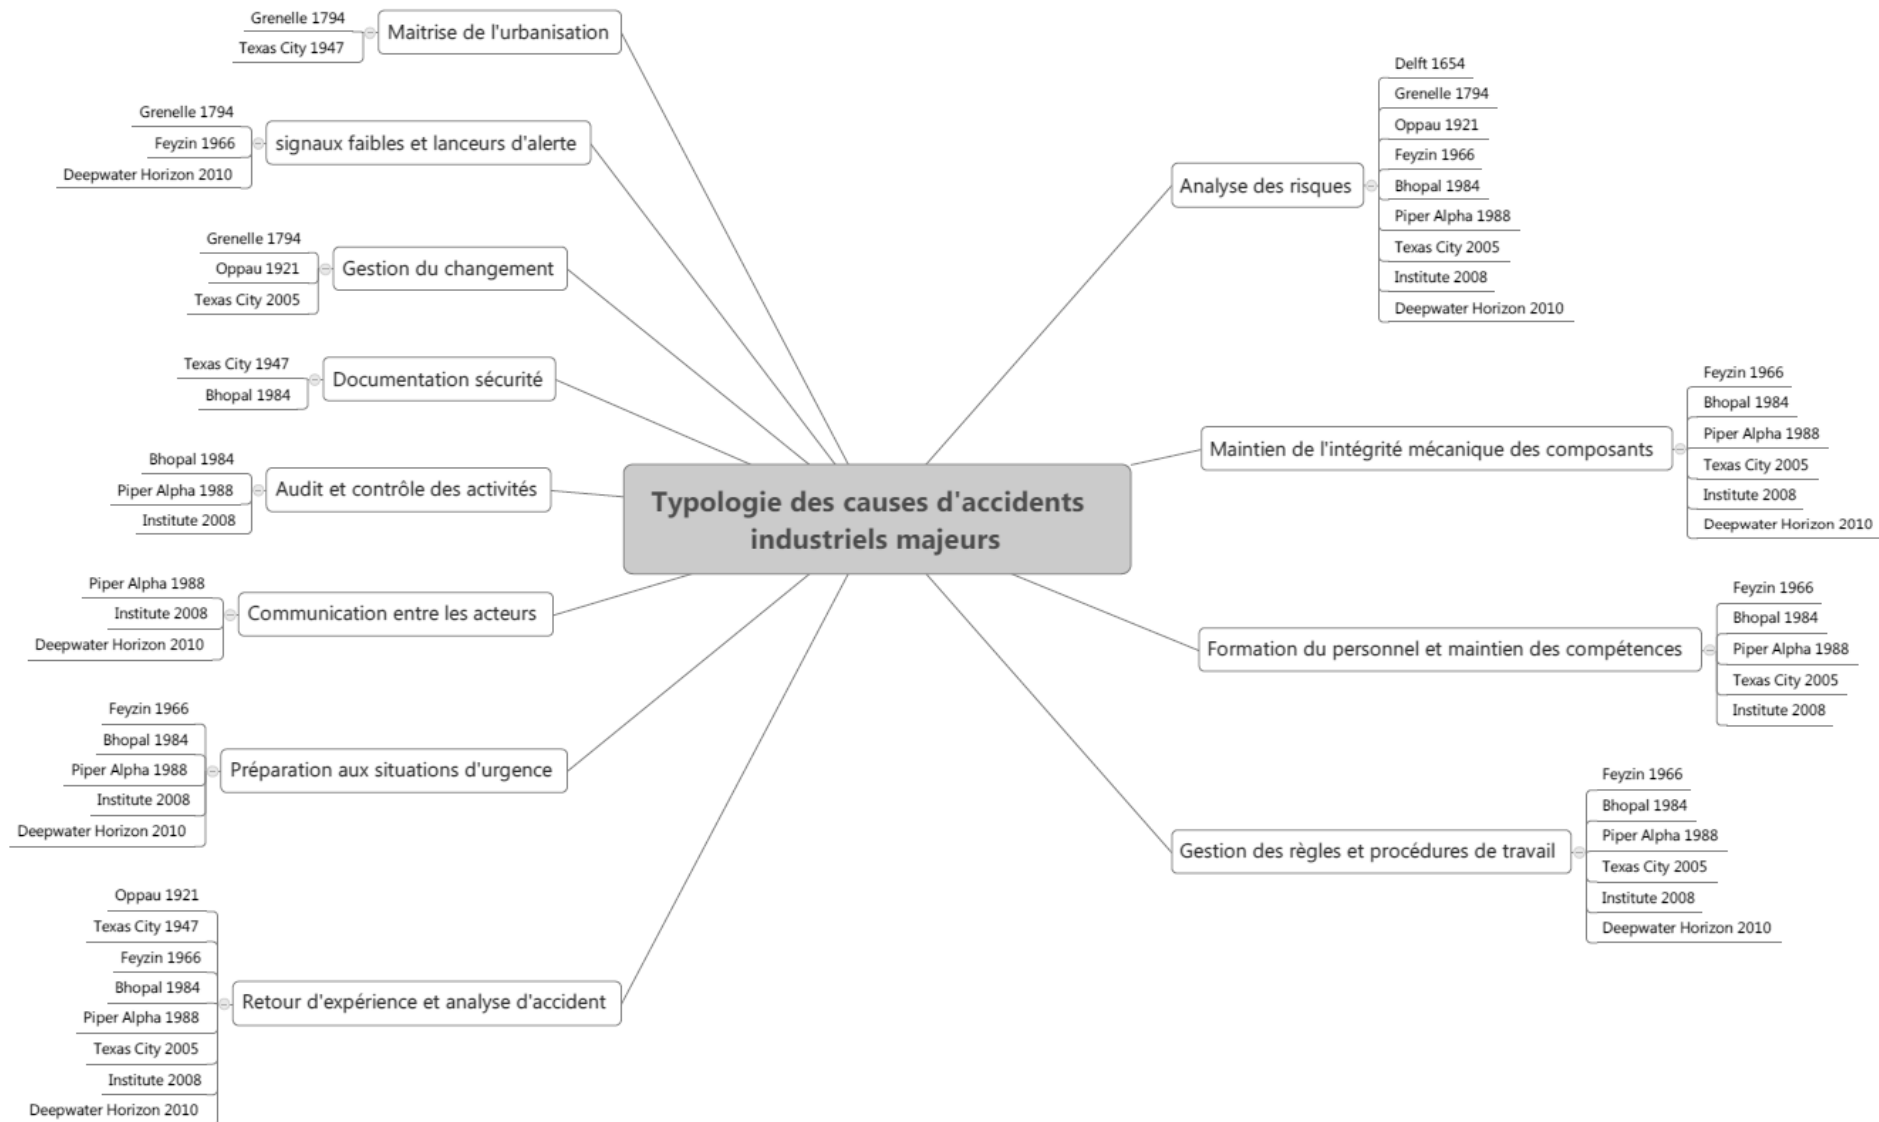 Typologie des causes d'accidents
industriels majeurs
Maitrise de l'urbanisation
Grenelle 1794
Texas City 1947
signaux faibles et lanceurs d'alerte
Grenelle 1794
Feyzin 1966
Deepwater Horizon 2010
Gestion du changement
Grenelle 1794
Oppau 1921
Texas City 2005
Documentation sécurité
Texas City 1947
Bhopal 1984
Audit et contrôle des activités
Bhopal 1984
Piper Alpha 1988
Institute 2008
Communication entre les acteurs
Piper Alpha 1988
Institute 2008
Deepwater Horizon 2010
Préparation aux situations d'urgence
Feyzin 1966
Bhopal 1984
Piper Alpha 1988
Institute 2008
Deepwater Horizon 2010
Retour d'expérience et analyse d'accident
Oppau 1921
Texas City 1947
Feyzin 1966
Bhopal 1984
Piper Alpha 1988
Texas City 2005
Institute 2008
Deepwater Horizon 2010
Analyse des risques
Delft 1654
Grenelle 1794
Oppau 1921
Feyzin 1966
Bhopal 1984
Piper Alpha 1988
Texas City 2005
Institute 2008
Deepwater Horizon 2010
Maintien de l'intégrité mécanique des composants
Feyzin 1966
Bhopal 1984
Piper Alpha 1988
Texas City 2005
Institute 2008
Deepwater Horizon 2010
Formation du personnel et maintien des compétences
Feyzin 1966
Bhopal 1984
Piper Alpha 1988
Texas City 2005
Institute 2008
Gestion des règles et procédures de travail
Feyzin 1966
Bhopal 1984
Piper Alpha 1988
Texas City 2005
Institute 2008
Deepwater Horizon 2010